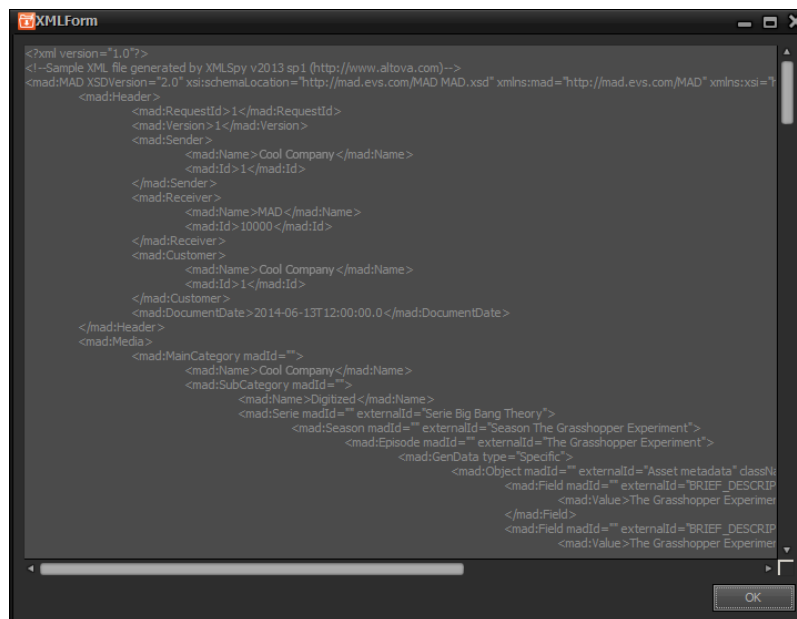 XMLForm
<?xml version="1.0"?>
<!--Sample XML file generated by XMLSpy v2013 sp1 (http://www.altova.com)-->
<mad:MAD XSDVersion="2.0" xsi:schemaLocation="http://mad.evs.com/MAD MAD.xsd" xmlns:mad="http://mad.evs.com/MAD" xmlns:xsi="h
<mad:Header>
<mad:RequestId>1</mad:RequestId>
<mad:Version>1</mad:Version>
<mad:Sender>
<mad:Name>Cool Company</mad:Name>
<mad:Id>1</mad:Id>
</mad:Sender>
<mad:Receiver>
<mad:Name>MAD</mad:Name>
<mad:Id>10000</mad:Id>
</mad:Receiver>
<mad:Customer>
<mad:Name>Cool Company</mad:Name>
<mad:Id>1</mad:Id>
</mad:Customer>
<mad:DocumentDate>2014-06-13T12:00:00.0</mad:DocumentDate>
</mad:Header>
<mad:Media>
<mad:MainCategory madId="">
<mad:Name>Cool Company</mad:Name>
<mad:SubCategory madId="">
<mad:Name>Digitized</mad:Name>
<mad:Serie madId="" externalId="Serie Big Bang Theory">
<mad:Season madId="" externalId="Season The Grasshopper Experiment">
<mad:Episode madId="" externalId="The Grasshopper Experiment">
<mad:GenData type="Specific">
<mad:Object madId="" externalId="Asset metadata" classNa
<mad:Field madId="" externalId="BRIEF_DESCRIP
<mad:Value>The Grasshopper Experimer
</mad:Field>
<mad:Field madId="" externalId="BRIEF_DESCRIP
<mad:Value>The Grasshopper Experimer
OK